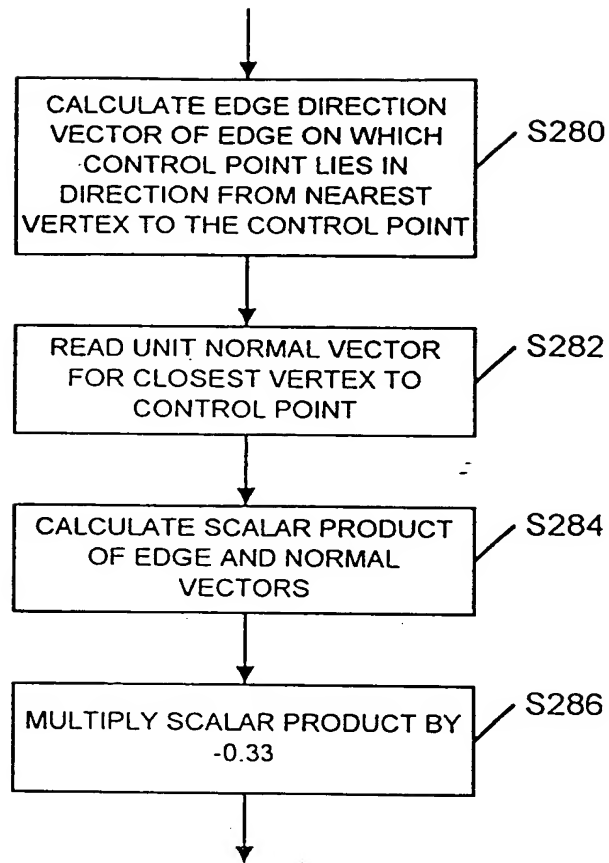 CALCULATE EDGE DIRECTION
VECTOR OF EDGE ON WHICH
CONTROL POINT LIES IN
DIRECTION FROM NEAREST
VERTEX TO THE CONTROL POINT
S280
READ UNIT NORMAL VECTOR
FOR CLOSEST VERTEX TO
CONTROL POINT
S282
CALCULATE SCALAR PRODUCT
OF EDGE AND NORMAL
VECTORS
S284
MULTIPLY SCALAR PRODUCT BY
-0.33
S286